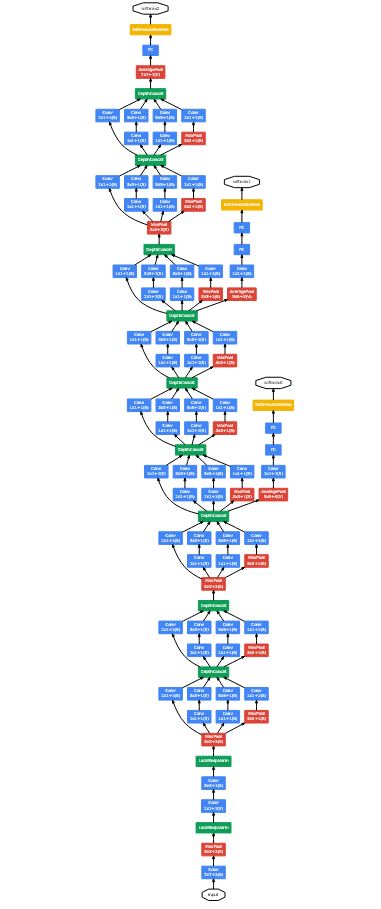 softmax2
SoftmaxActivation
FC
AveragePool
7x7+1(V)
DepthConcat
Conv
1x1+1(S)
Conv
3x3+1(S)
Conv
5x5+1(S)
Conv
1x1+1(S)
Conv
1x1+1(S)
Conv
1x1+1(S)
MaxPool
3x3+1(S)
DepthConcat
Conv
1x1+1(S)
Conv
3x3+1(S)
Conv
5x5+1(S)
Conv
1x1+1(S)
Conv
1x1+1(S)
Conv
1x1+1(S)
MaxPool
3x3+1(S)
MaxPool
3x3+2(S)
softmax1
SoftmaxActivation
FC
FC
DepthConcat
Conv
1x1+1(S)
Conv
3x3+1(S)
Conv
5x5+1(S)
Conv
1x1+1(S)
Conv
1x1+1(S)
Conv
1x1+1(S)
Conv
1x1+1(S)
MaxPool
3x3+1(S)
AveragePool
5x5+3(V)
DepthConcat
Conv
1x1+1(S)
Conv
3x3+1(S)
Conv
5x5+1(S)
Conv
1x1+1(S)
Conv
1x1+1(S)
Conv
1x1+1(S)
MaxPool
3x3+1(S)
DepthConcat
softmax0
SoftmaxActivation
FC
FC
Conv
1x1+1(S)
Conv
3x3+1(S)
Conv
5x5+1(S)
Conv
1x1+1(S)
Conv
1x1+1(S)
Conv
1x1+1(S)
MaxPool
3x3+1(S)
DepthConcat
Conv
1x1+1(S)
Conv
3x3+1(S)
Conv
5x5+1(S)
Conv
1x1+1(S)
Conv
1x1+1(S)
Conv
1x1+1(S)
Conv
1x1+1(S)
MaxPool
3x3+1(S)
AveragePool
5x5+3(V)
DepthConcat
Conv
1x1+1(S)
Conv
3x3+1(S)
Conv
5x5+1(S)
Conv
1x1+1(S)
Conv
1x1+1(S)
Conv
1x1+1(S)
MaxPool
3x3+1(S)
MaxPool
3x3+2(S)
DepthConcat
Conv
1x1+1(S)
Conv
3x3+1(S)
Conv
5x5+1(S)
Conv
1x1+1(S)
Conv
1x1+1(S)
Conv
1x1+1(S)
MaxPool
3x3+1(S)
DepthConcat
Conv
1x1+1(S)
Conv
3x3+1(S)
Conv
5x5+1(S)
Conv
1x1+1(S)
Conv
1x1+1(S)
Conv
1x1+1(S)
MaxPool
3x3+1(S)
MaxPool
3x3+2(S)
LocalRespNorm
Conv
3x3+1(S)
Conv
1x1+1(V)
LocalRespNorm
MaxPool
3x3+2(S)
Conv
7x7+2(S)
input